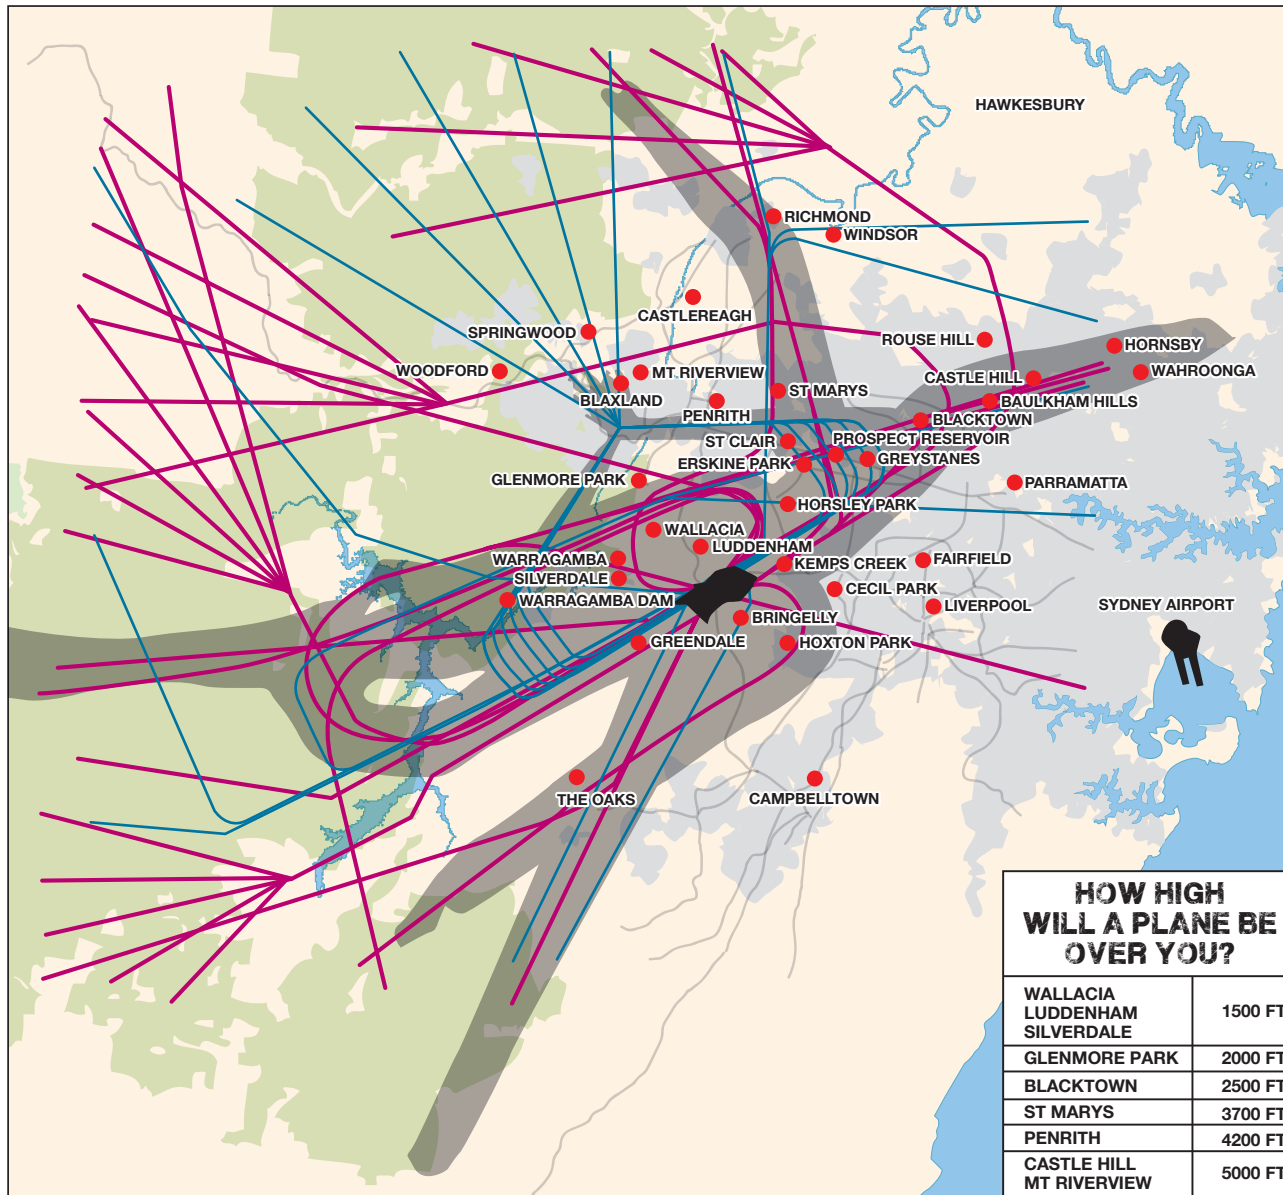 HAWKESBURY
RICHMOND
WINDSOR
CASTLEREAGH
SPRINGWOOD
ROUSE HILL
HORNSBY
WOODFORD
MT RIVERVIEW
WAHROONGA
CASTLE HILL
BLAXLAND
ST MARYS
BAULKHAM HILLS
PENRITH
BLACKTOWN
ST CLAIR
PROSPECT RESERVOIR
ERSKINE PARK
GREYSTANES
GLENMORE PARK
PARRAMATTA
HORSLEY PARK
WALLACIA
LUDDENHAM
WARRAGAMBA
FAIRFIELD
KEMPS CREEK
SILVERDALE
CECIL PARK
WARRAGAMBA DAM
LIVERPOOL
SYDNEY AIRPORT
BRINGELLY
GREENDALE
HOXTON PARK
THE OAKS
CAMPBELLTOWN
HOW HIGH
WILL A PLANE BE
OVER YOU?
WALLACIA
LUDDENHAM 1500 FT
SILVERDALE
GLENMORE PARK 2000 FT
BLACKTOWN 2500 FT
ST MARYS 3700 FT
PENRITH 4200 FT
CASTLE HILL 5000 FT
MT RIVERVIEW